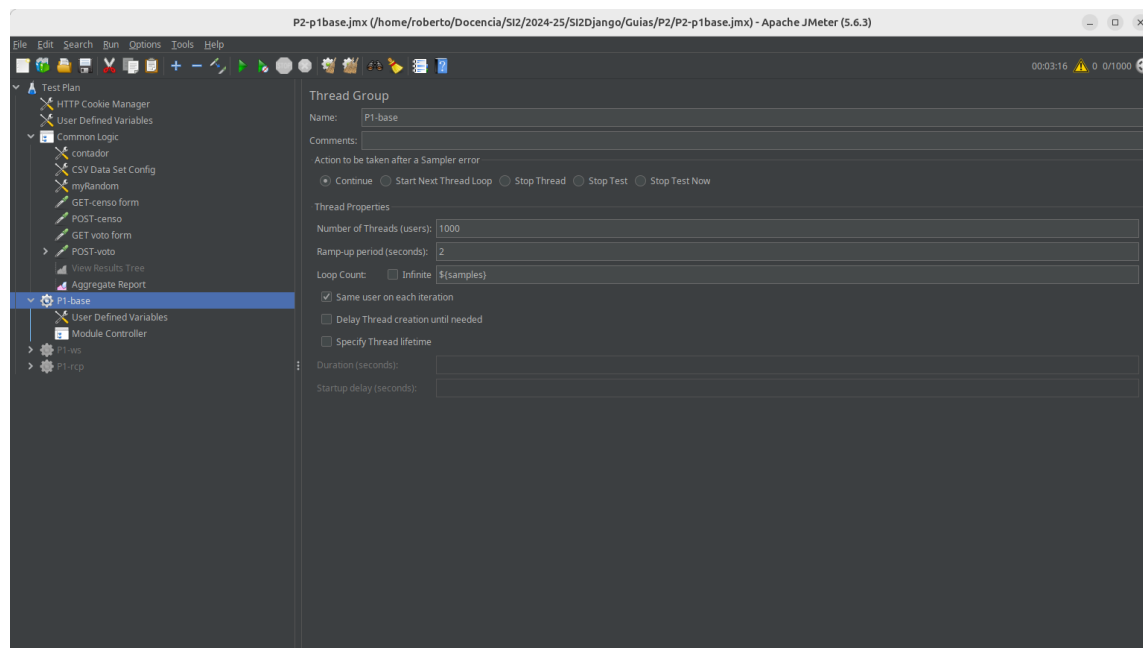 P2-p1base.jmx (/home/roberto/Docencia/SI2/2024-25/SI2Django/Guias/P2/P2-p1base.jmx) - Apache JMeter (5.6.3)
File Edit Search Run Options Tools Help
00:03:16 0 0/1000
Test Plan
HTTP Cookie Manager
User Defined Variables
Common Logic
contador
CSV Data Set Config
myRandom
GET-censo form
POST-censo
GET voto form
POST-voto
View Results Tree
Aggregate Report
P1-base
User Defined Variables
Module Controller
P1-ws
P1-rcp
Thread Group
Name: P1-base
Comments:
Action to be taken after a Sampler error
Continue Start Next Thread Loop Stop Thread Stop Test Stop Test Now
Thread Properties
Number of Threads (users): 1000
Ramp-up period (seconds): 2
Loop Count: Infinite ${samples}
Same user on each iteration
Delay Thread creation until needed
Specify Thread lifetime
Duration (seconds):
Startup delay (seconds):